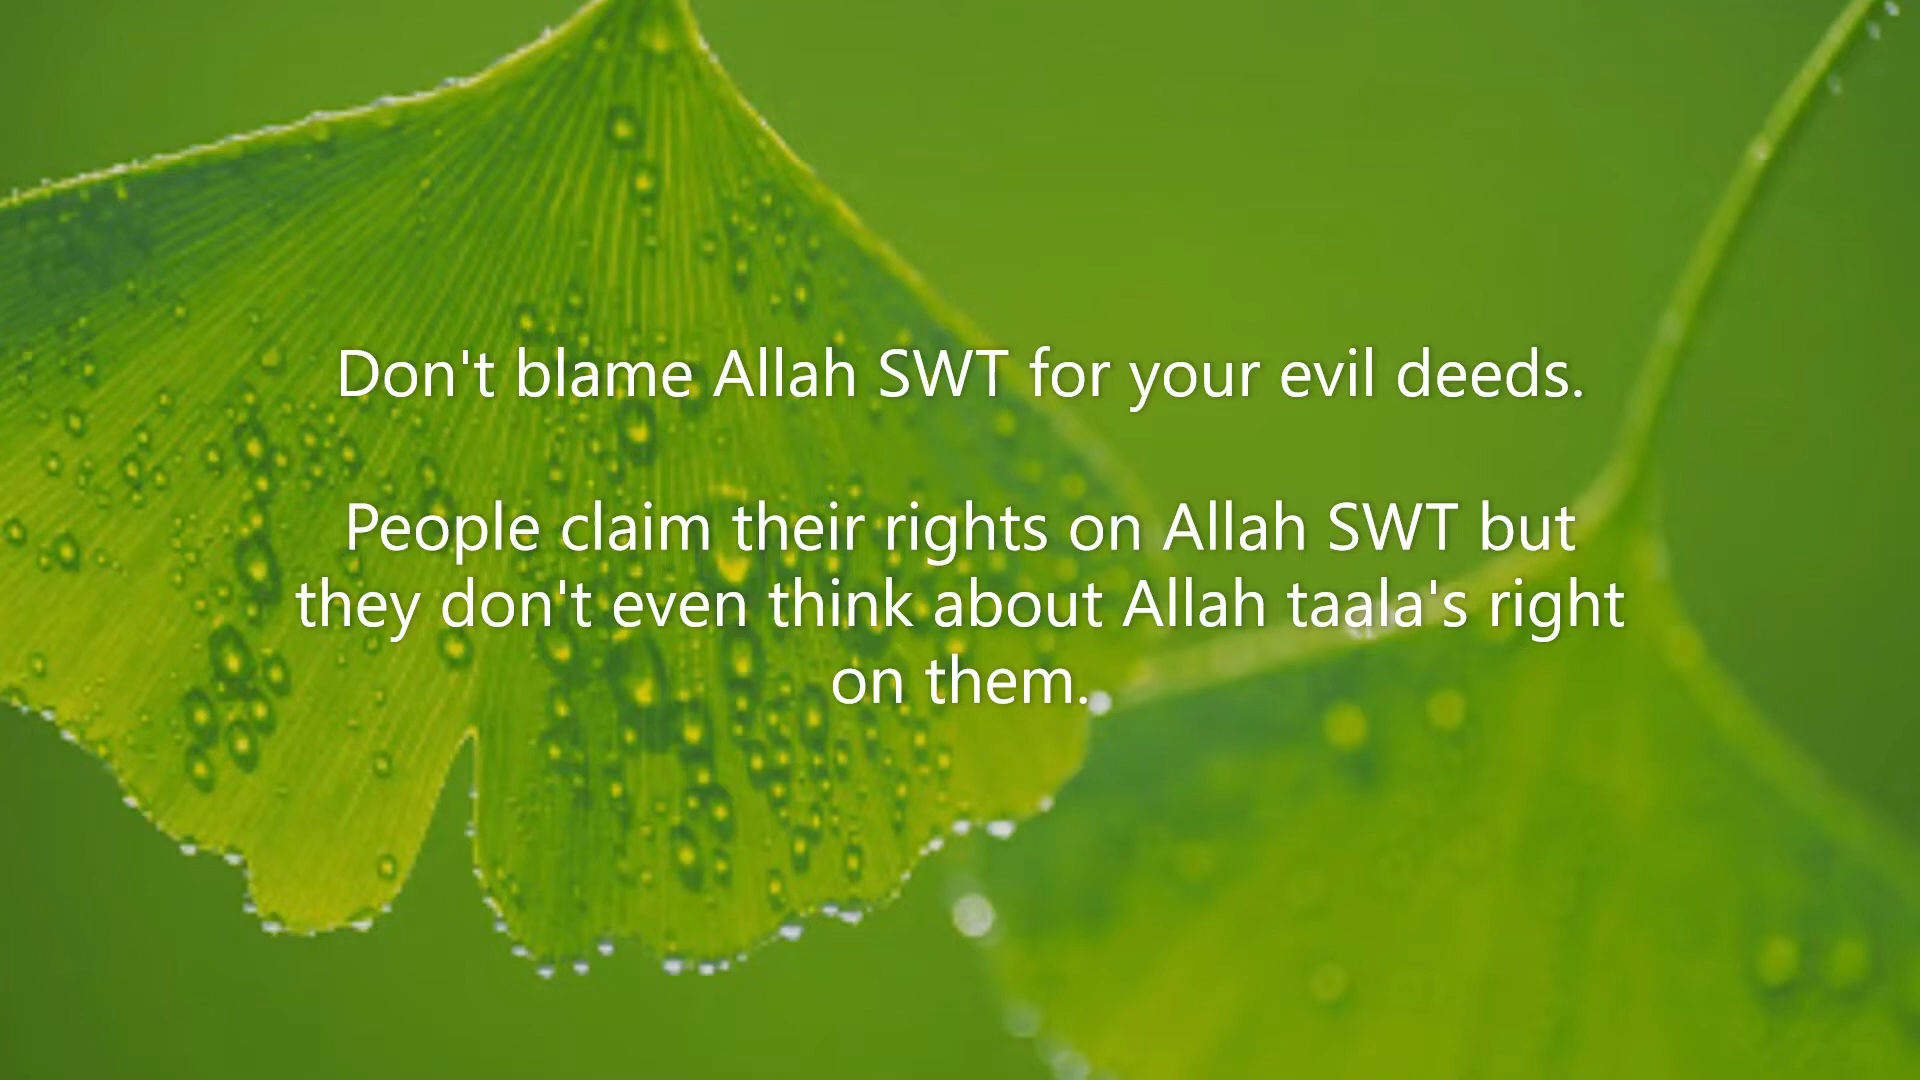 Don't blame Allah SWT for your evil deeds.
People claim their rights on Allah SWT but
they don't even think about Allah taala's right
on them.